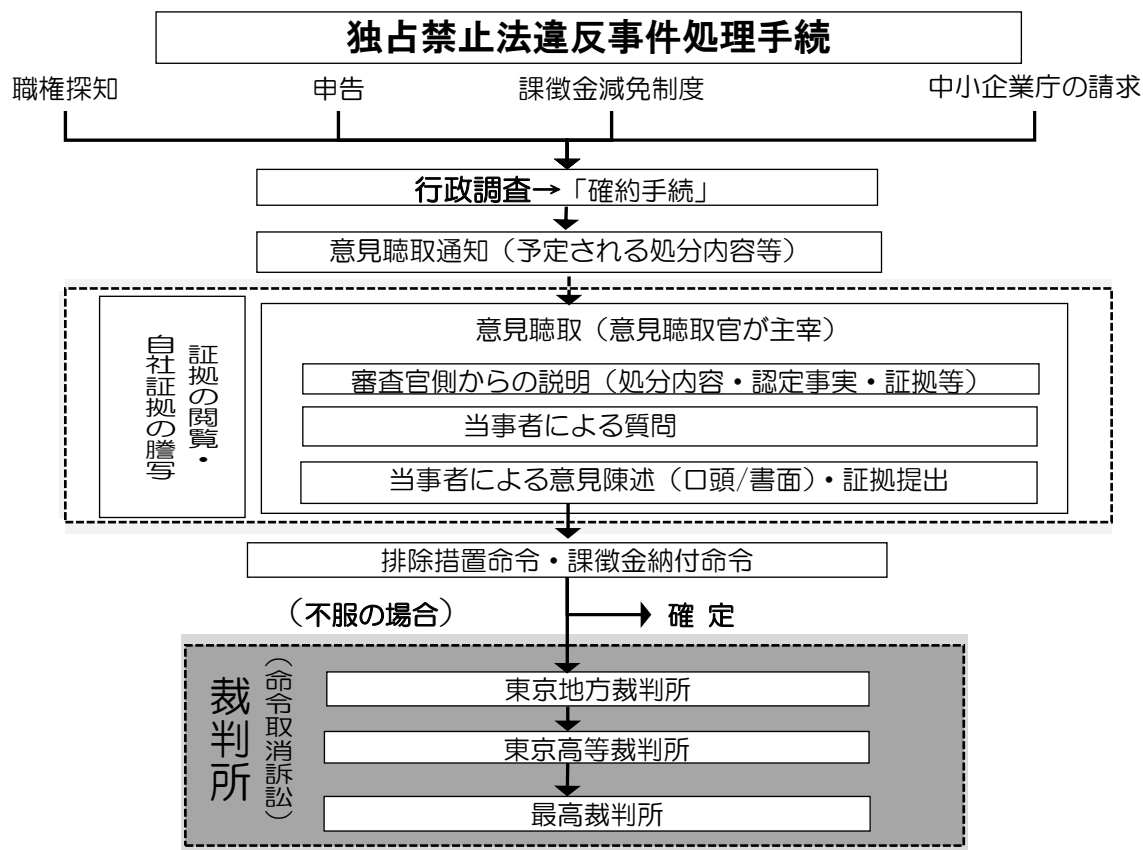 独占禁止法違反事件処理手続
職権探知
申告
課徴金減免制度
中小企業庁の請求
行政調査→「確約手続」
意見聴取通知（予定される処分内容等）
証拠の閲覧・
自社証拠の謄写
意見聴取（意見聴取官が主宰）
審査官側からの説明（処分内容・認定事実・証拠等）
当事者による質問
当事者による意見陳述（口頭/書面）・証拠提出
排除措置命令・課徴金納付命令
（不服の場合）
確 定
裁判所
（命令取消訴訟）
東京地方裁判所
東京高等裁判所
最高裁判所